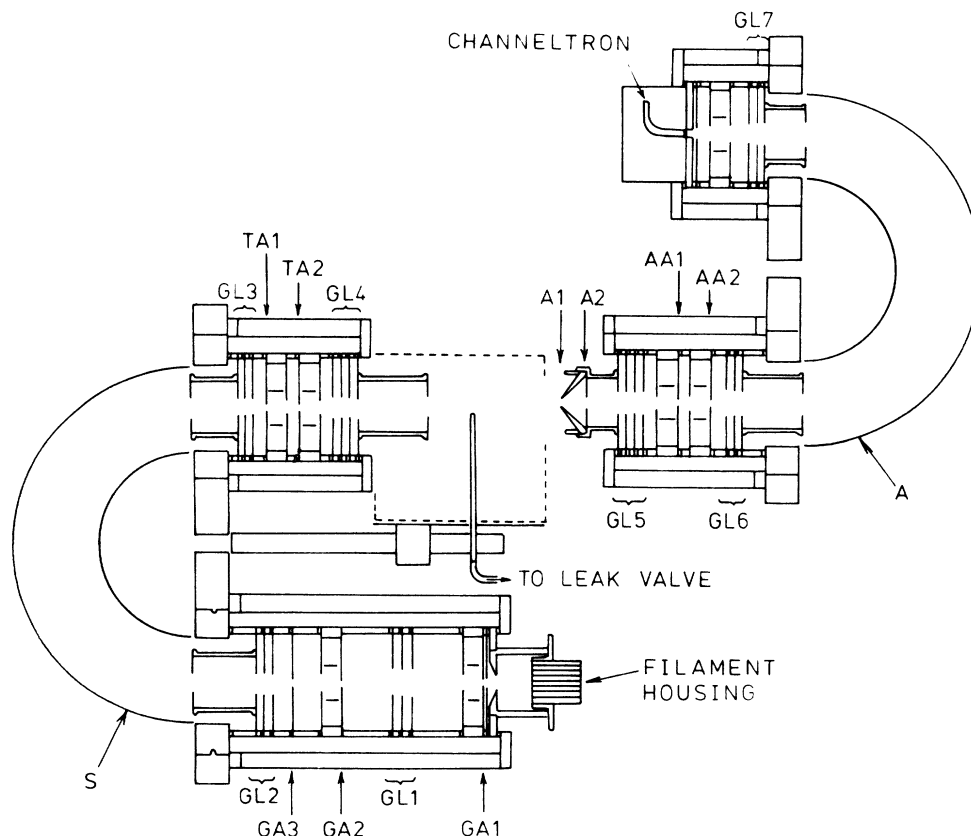 GL7
CHANNELTRON
TA1
TA2
GL3
GL4
AA1
AA2
A1
A2
GL5
GL6
A
TO LEAK VALVE
FILAMENT
HOUSING
S
GL2
GL1
GA3
GA2
GA1